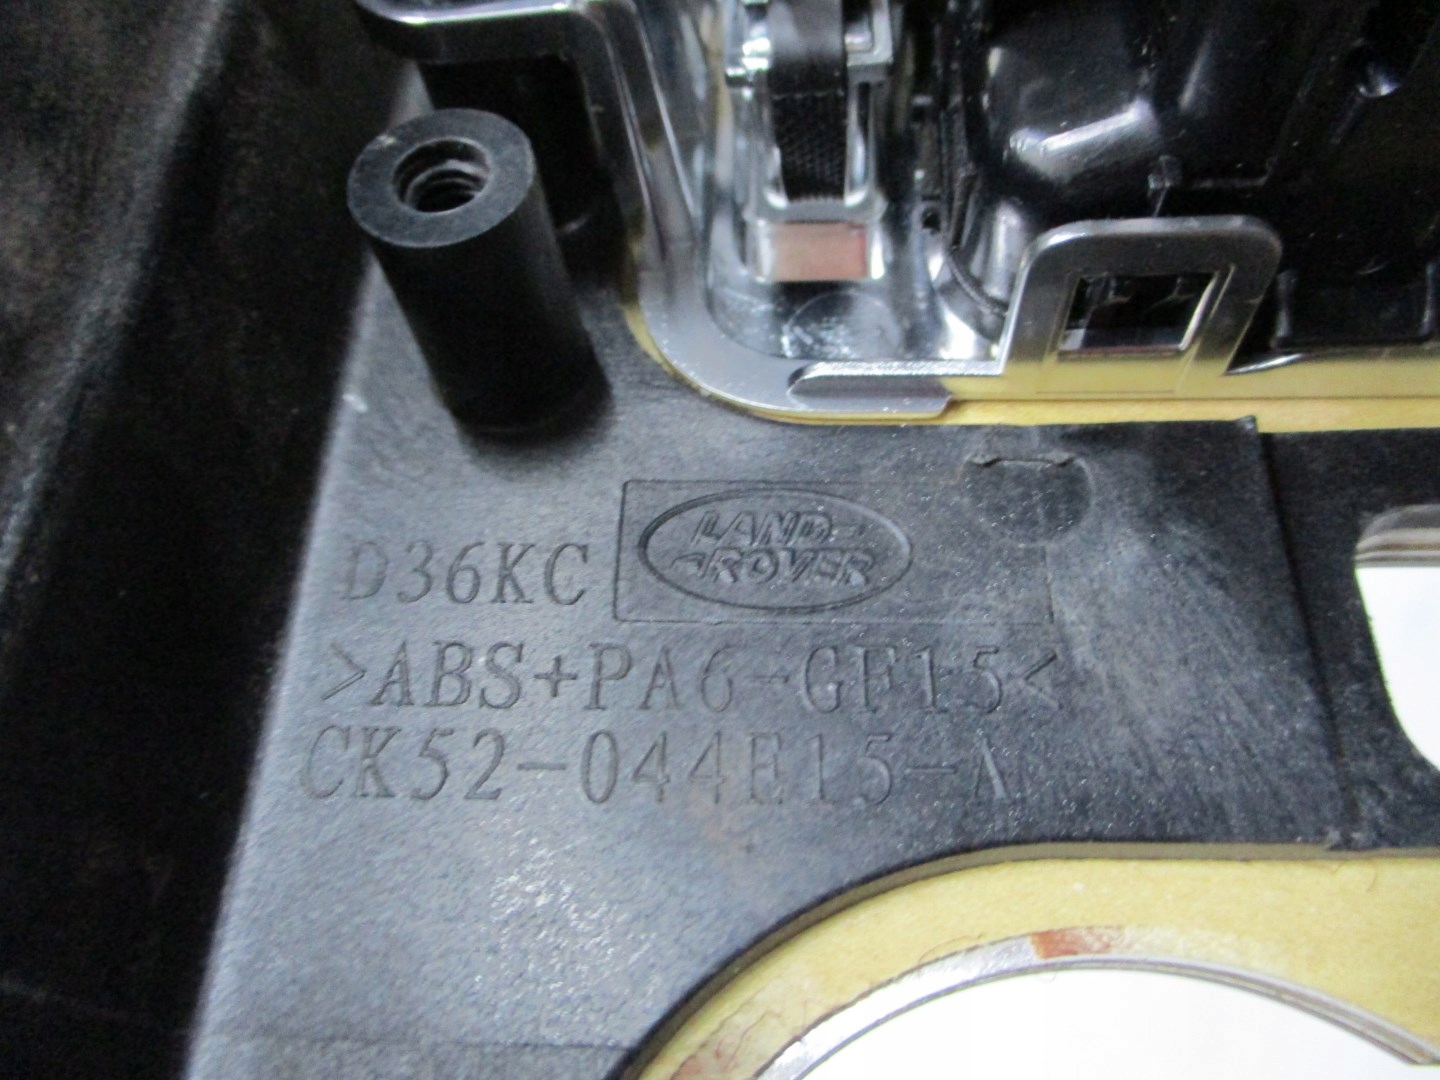 D36KC LAND-
ROVER
>ABS+PA6-GF15<
CK52-044E15-A